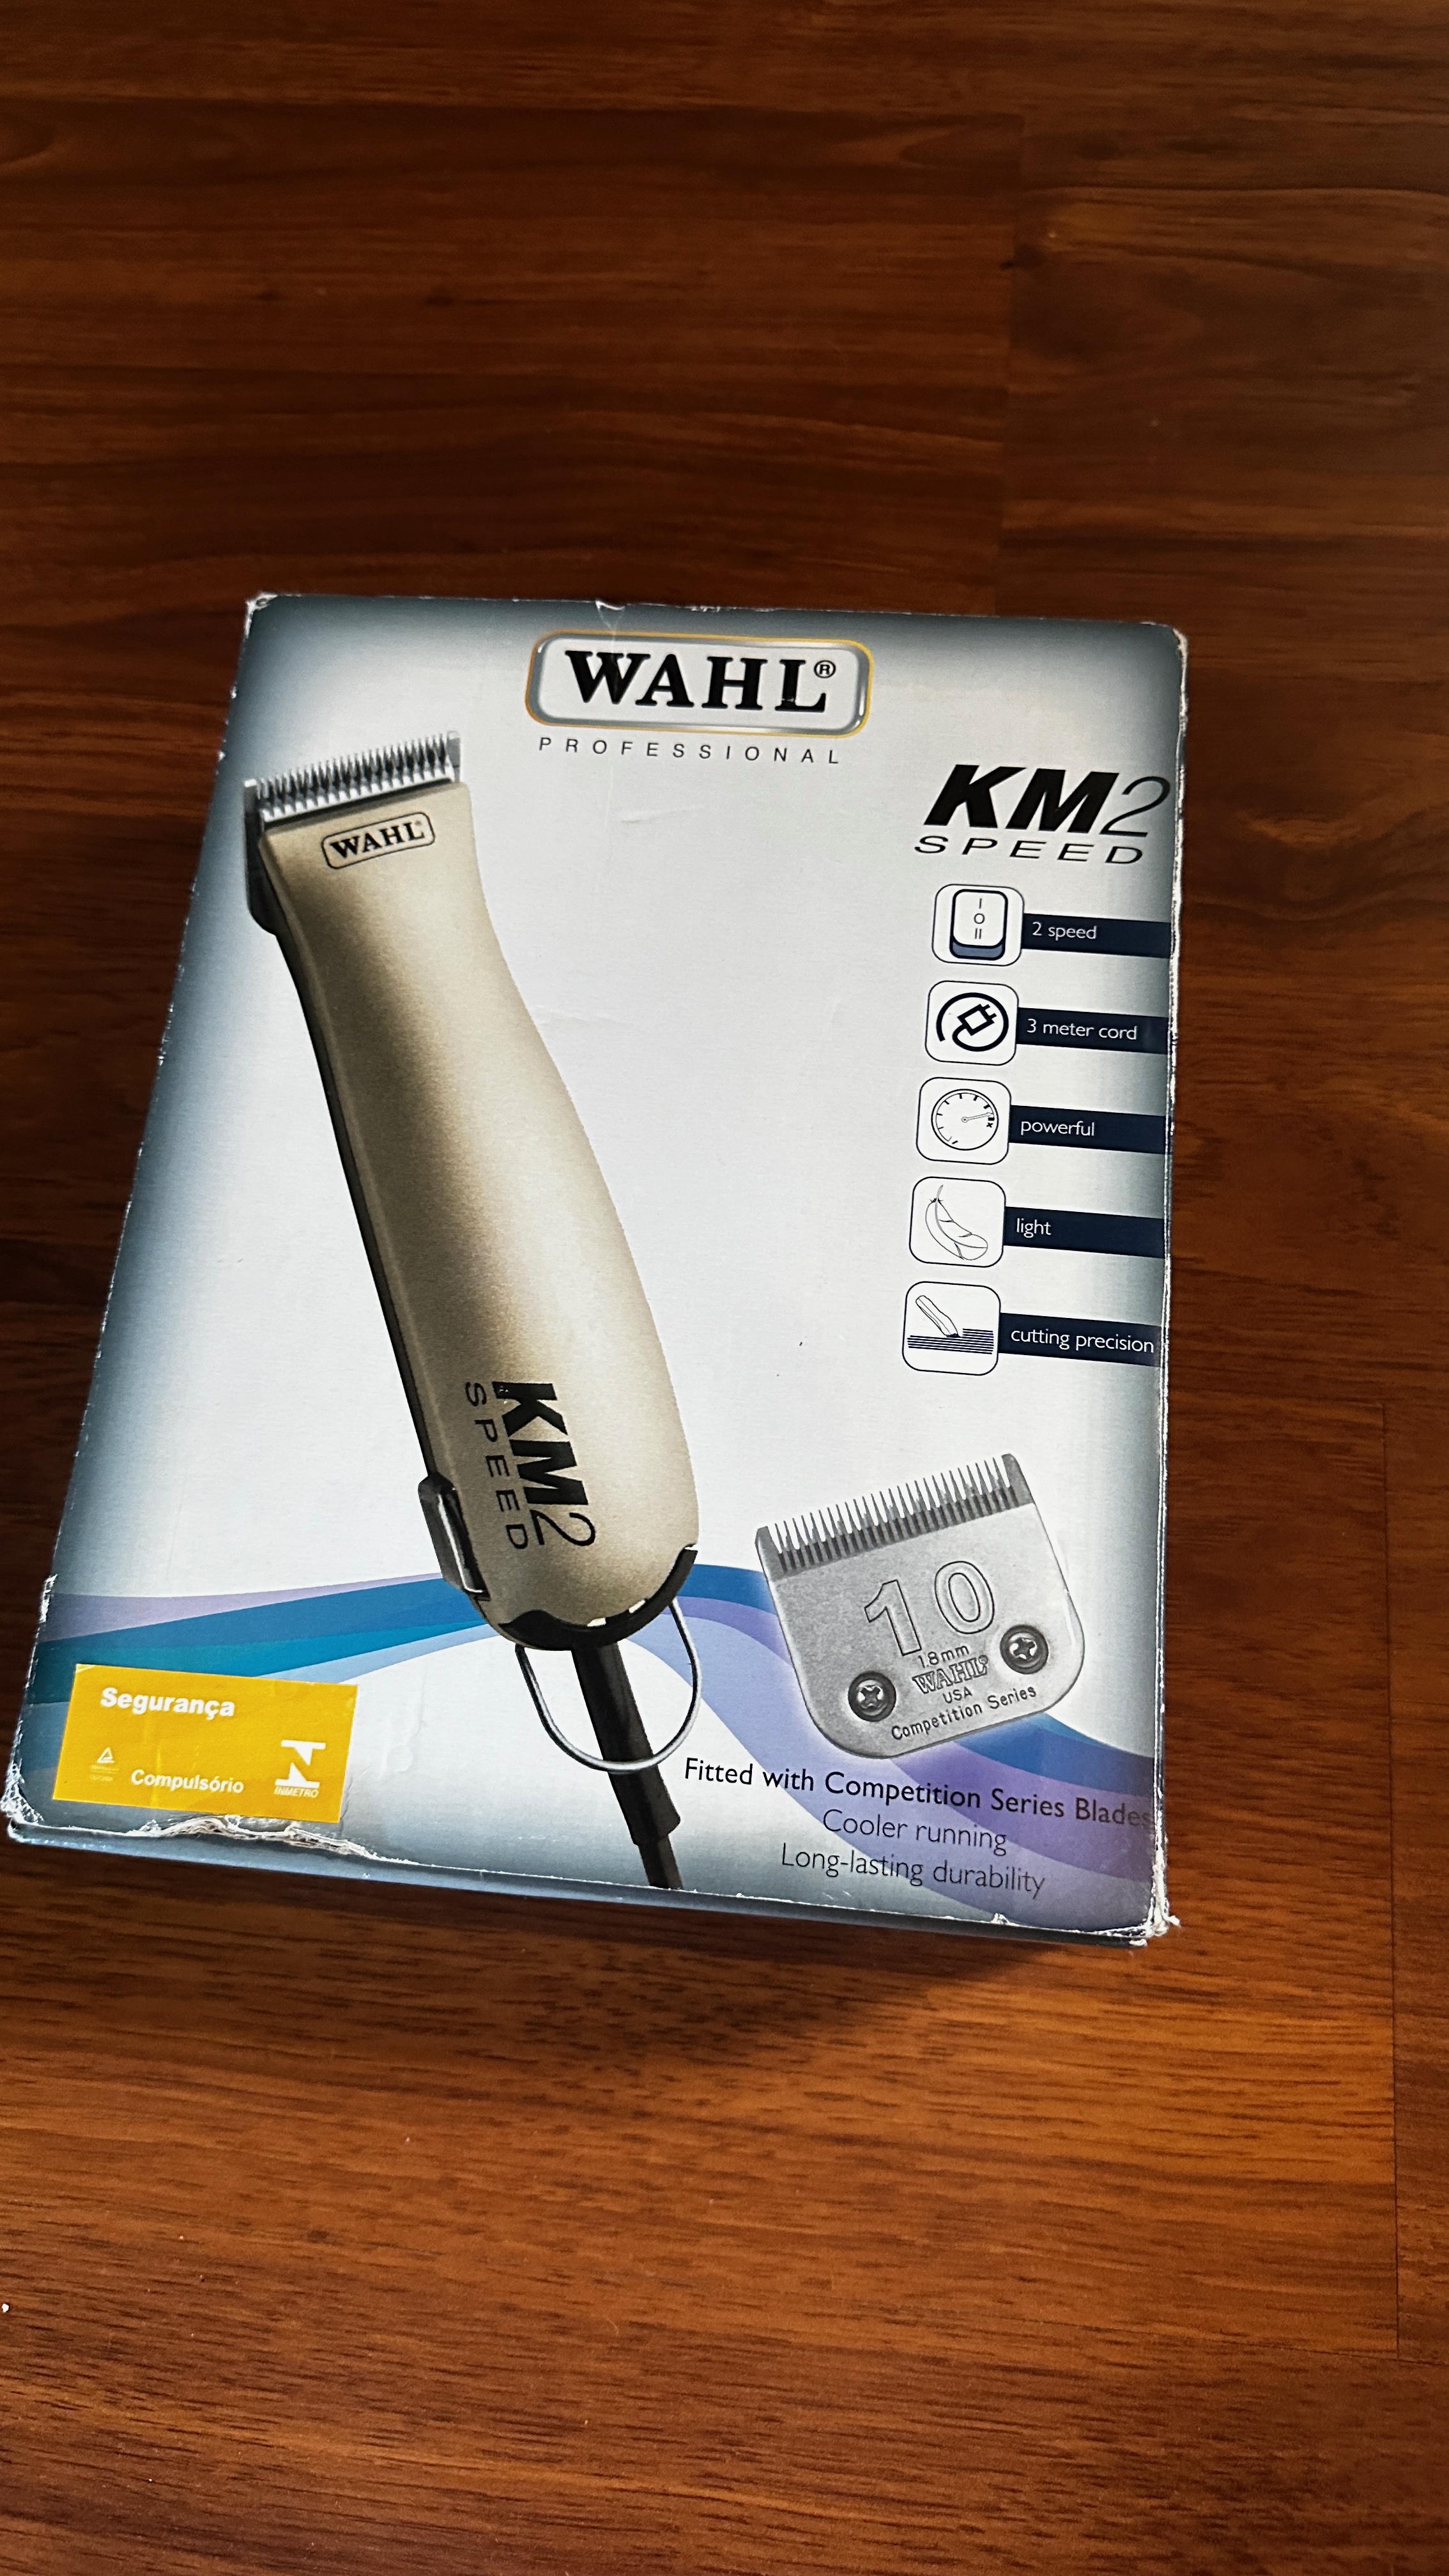 WAHL®
PROFESSIONAL
WAHL®
KM2
SPEED
I
O
II
2 speed
3 meter cord
powerful
light
cutting precision
KM2
SPEED
10
1.8mm
WAHL®
USA
Competition Series
Segurança
Compulsório
INMETRO
Fitted with Competition Series Blades
Cooler running
Long-lasting durability